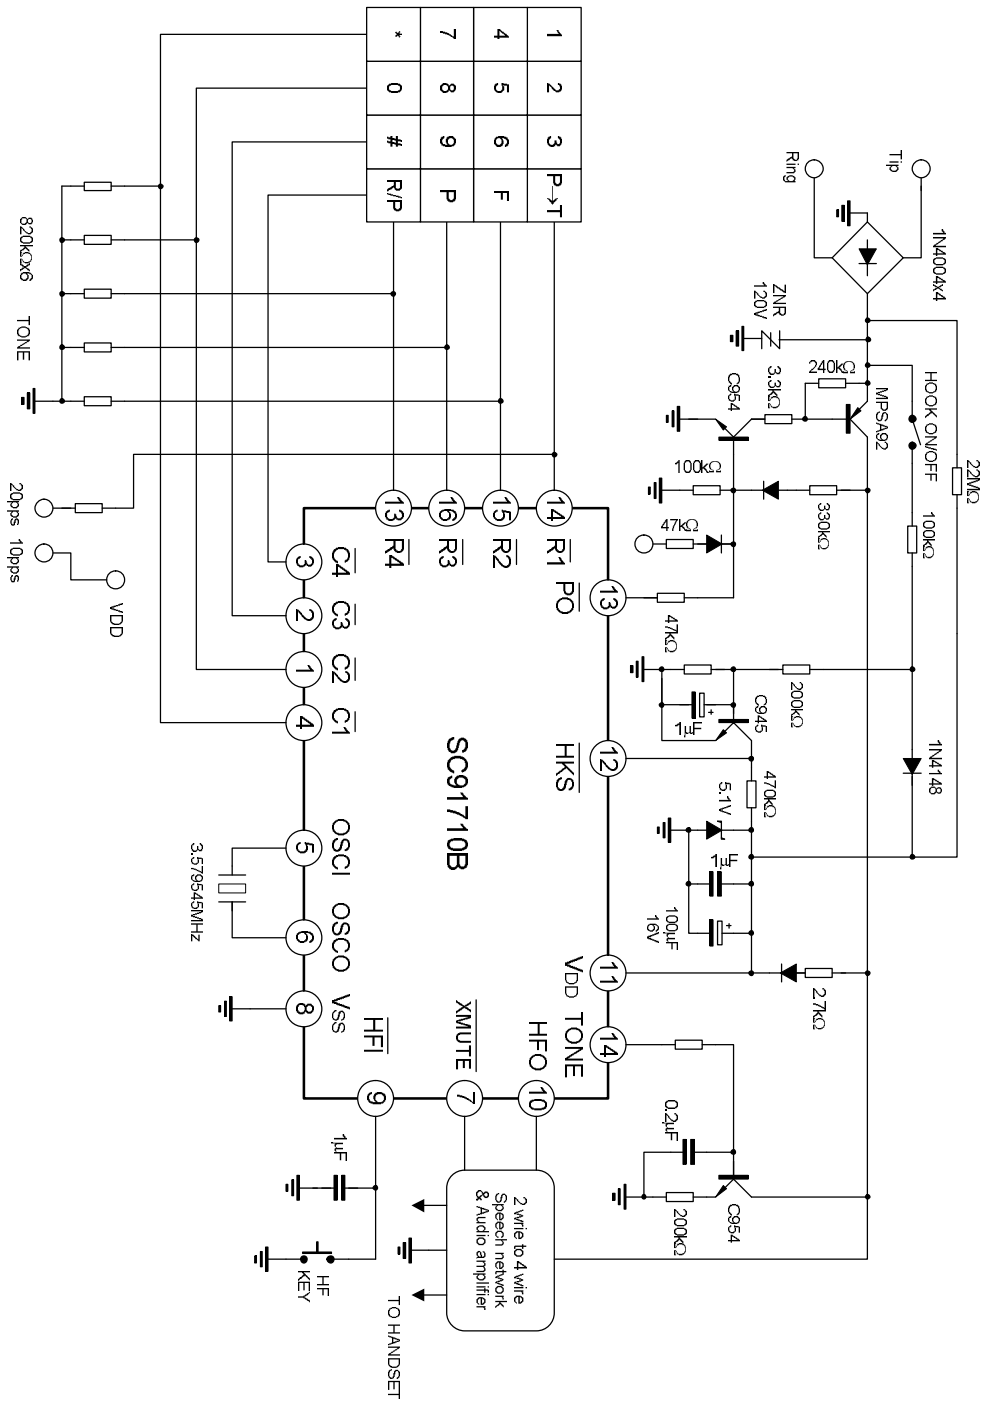 Tip
Ring
1N4004x4
ZNR
120V
HOOK ON/OFF
22MΩ
100kΩ
240kΩ
3.3kΩ
MPSA92
C954
100kΩ
330kΩ
47kΩ
47kΩ
200kΩ
C945
1µF
+
1N4148
470kΩ
5.1V
1µF
100µF
16V
+
2.7kΩ
0.2µF
200kΩ
C954
1 2 3 P→T
4 5 6 F
7 8 9 P
* 0 # R/P
820kΩx6
TONE
20pps
10pps
VDD
14
R1
15
R2
16
R3
13
R4
13
PO
12
HKS
11
VDD
14
TONE
3
C4
2
C3
1
C2
4
C1
5
OSCI
6
OSCO
8
VSS
SC91710B
10
HFO
7
XMUTE
9
HFI
3.579545MHz
1µF
HF
KEY
2 wrie to 4 wire
Speech network
& Audio amplifier
TO HANDSET